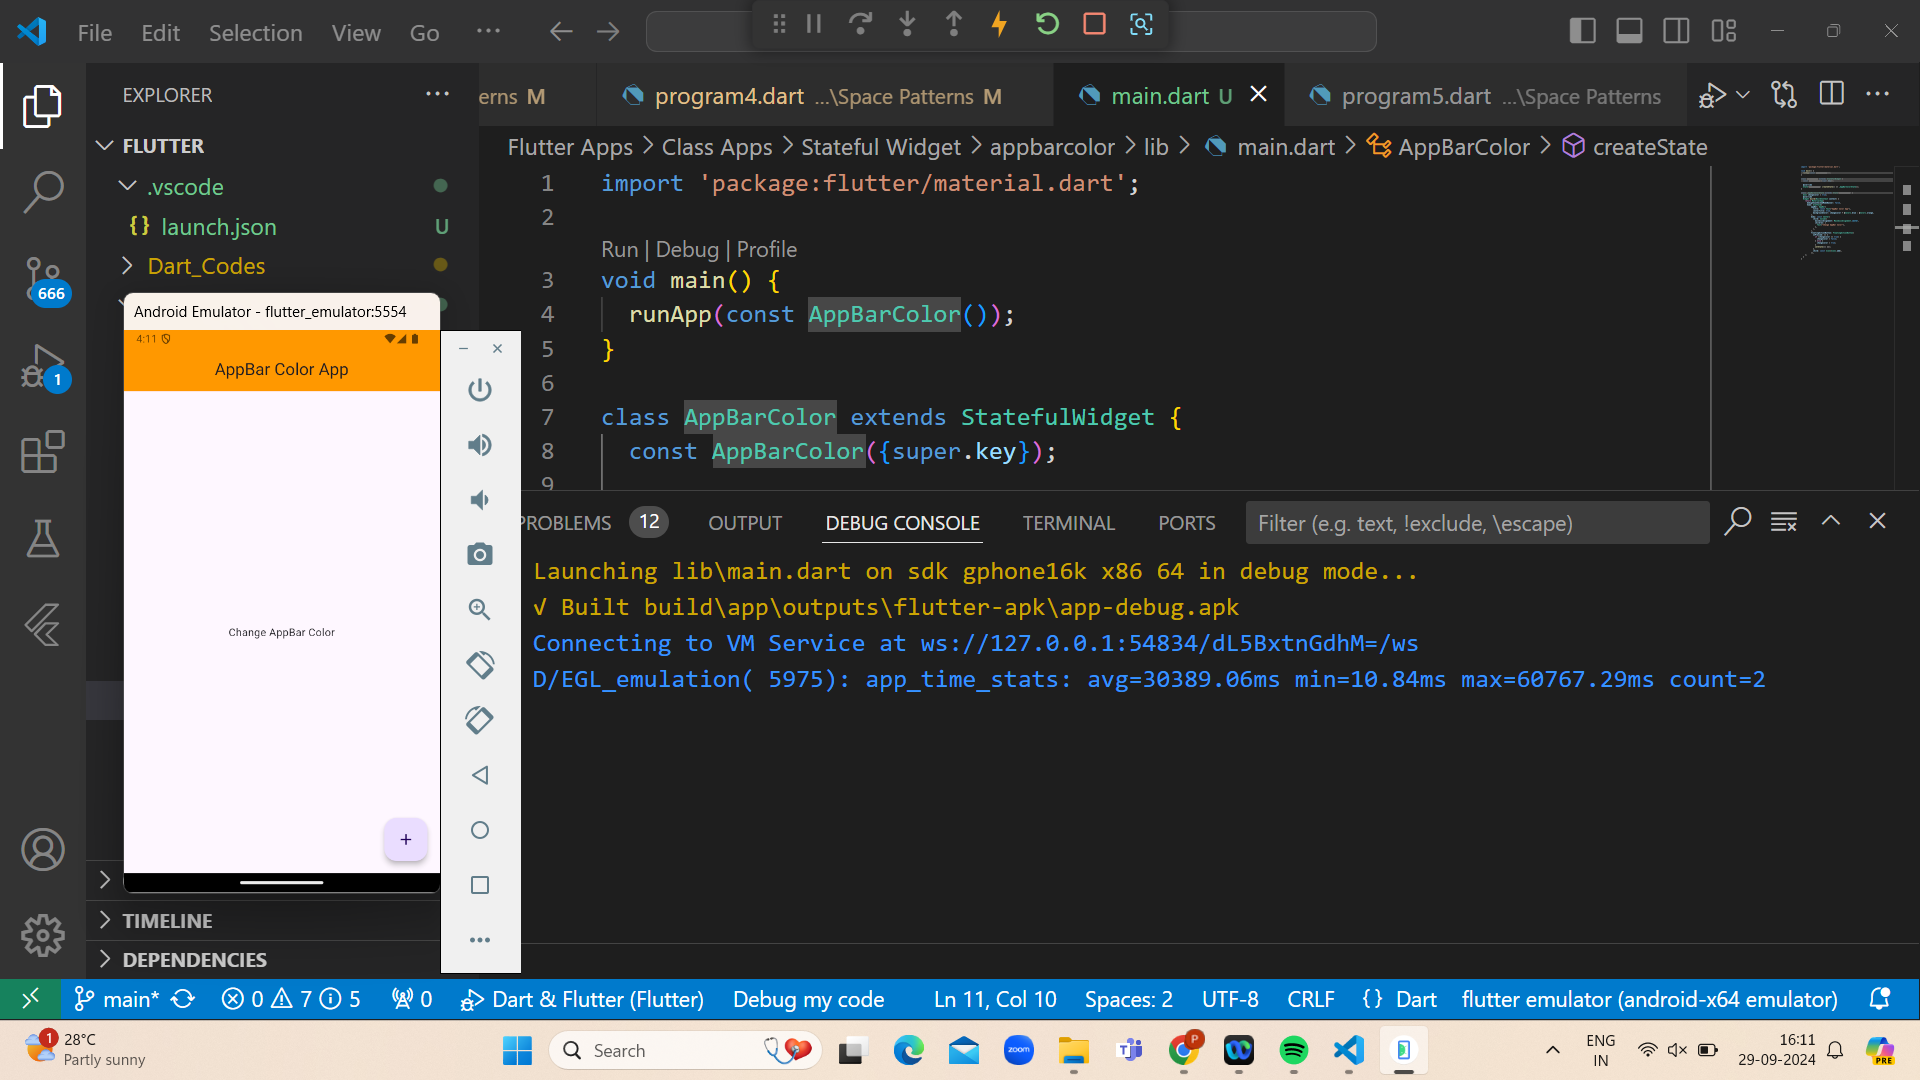 File Edit Selection View Go ···
EXPLORER
erns M
program4.dart ...\Space Patterns M
main.dart U
program5.dart ...\Space Patterns
FLUTTER
Flutter Apps > Class Apps > Stateful Widget > appbarcolor > lib > main.dart > AppBarColor > createState
.vscode
{} launch.json U
Dart_Codes
1 import 'package:flutter/material.dart';
2
Run | Debug | Profile
3 void main() {
4 runApp(const AppBarColor());
5 }
6
7 class AppBarColor extends StatefulWidget {
8 const AppBarColor({super.key});
9
666
1
Android Emulator - flutter_emulator:5554
4:11
AppBar Color App
Change AppBar Color
+
PROBLEMS 12 OUTPUT DEBUG CONSOLE TERMINAL PORTS
Filter (e.g. text, !exclude, \escape)
Launching lib\main.dart on sdk gphone16k x86 64 in debug mode...
√ Built build\app\outputs\flutter-apk\app-debug.apk
Connecting to VM Service at ws://127.0.0.1:54834/dL5BxtnGdhM=/ws
D/EGL_emulation( 5975): app_time_stats: avg=30389.06ms min=10.84ms max=60767.29ms count=2
TIMELINE
DEPENDENCIES
main* 0 7 5 0 Dart & Flutter (Flutter) Debug my code Ln 11, Col 10 Spaces: 2 UTF-8 CRLF {} Dart flutter emulator (android-x64 emulator)
1
28°C
Partly sunny
Search
zoom
P
ENG
IN
16:11
29-09-2024
PRE